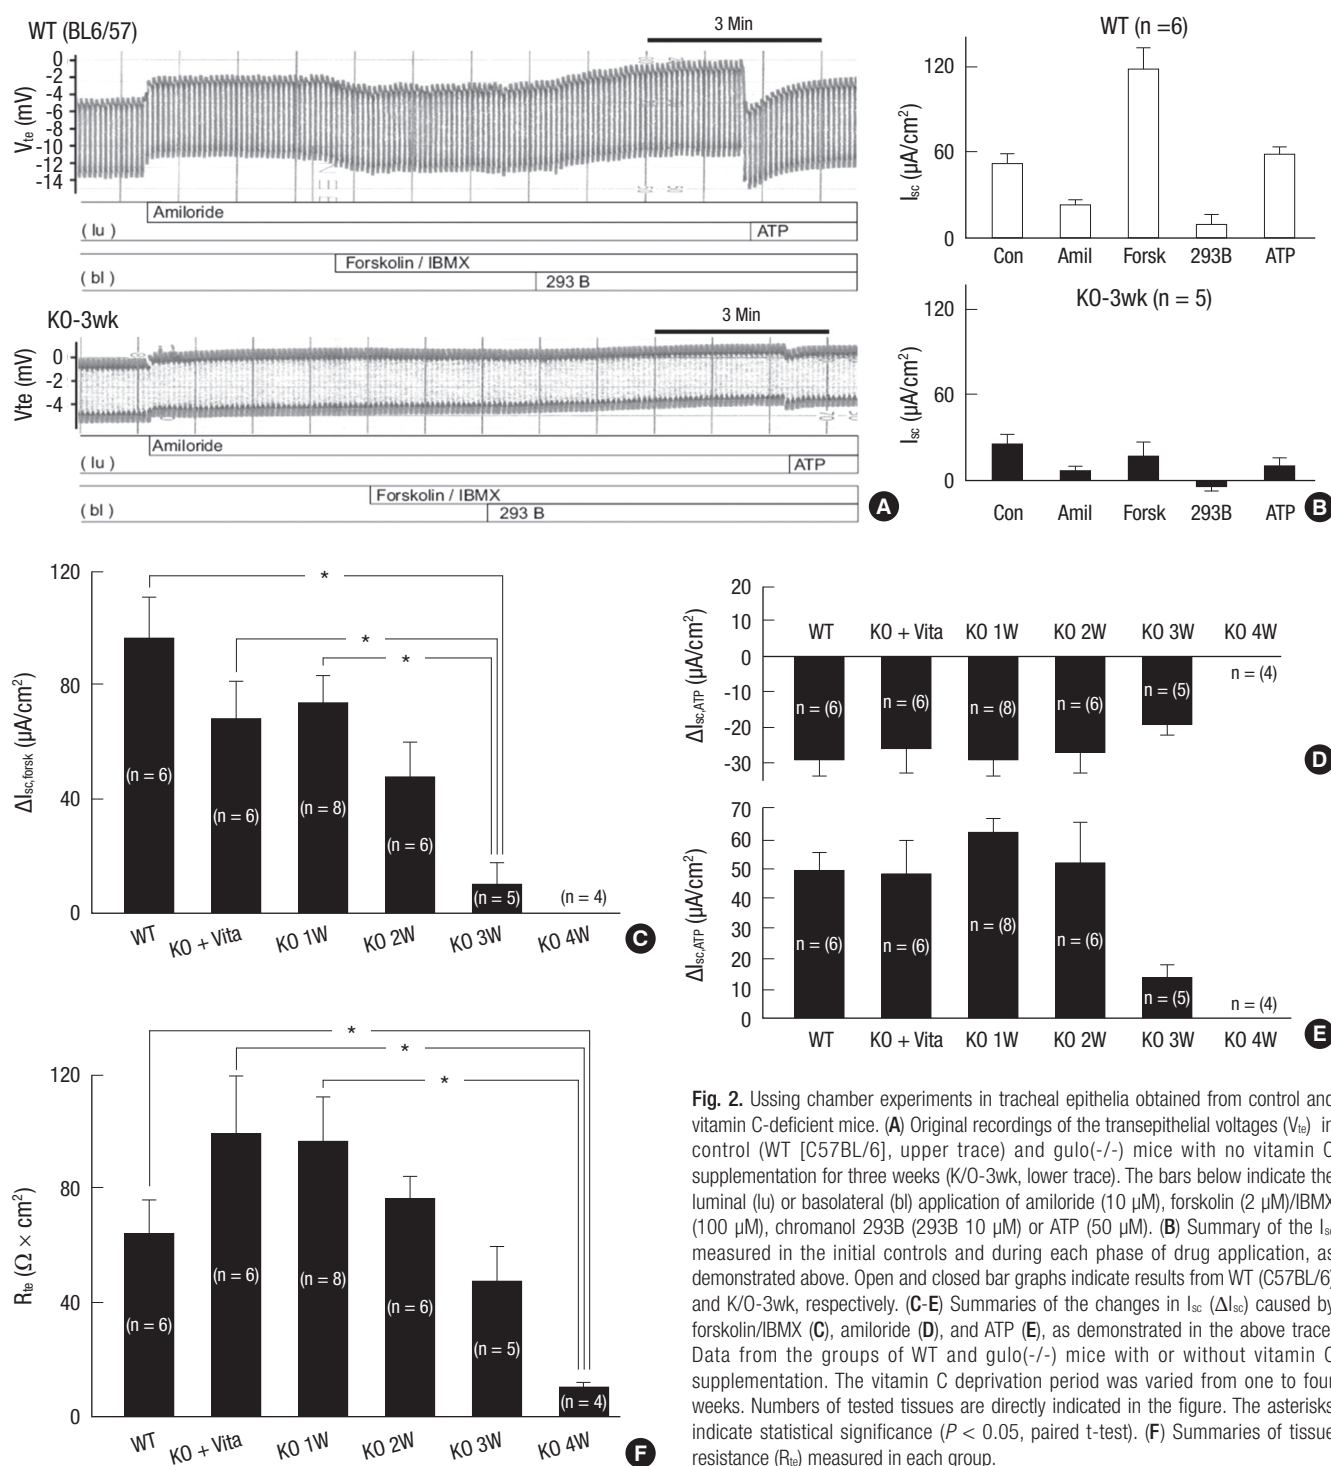 WT (BL6/57)
3 Min
0
-2
-4
-6
-8
-10
-12
-14
Vte (mV)
Amiloride
(lu)
ATP
Forskolin / IBMX
(bl)
293 B
KO-3wk
3 Min
0
-2
-4
Vte (mV)
Amiloride
(lu)
ATP
Forskolin / IBMX
(bl)
293 B
A
WT (n =6)
120
60
0
Isc (µA/cm²)
Con Amil Forsk 293B ATP
KO-3wk (n = 5)
120
60
0
Isc (µA/cm²)
Con Amil Forsk 293B ATP
B
120
80
40
0
ΔIsc,forsk (µA/cm²)
*
*
*
(n = 6)
(n = 6)
(n = 8)
(n = 6)
(n = 5)
(n = 4)
WT KO + Vita KO 1W KO 2W KO 3W KO 4W
C
20
10
0
-10
-20
-30
ΔIsc,ATP (µA/cm²)
WT KO + Vita KO 1W KO 2W KO 3W KO 4W
n = (6)
n = (6)
n = (8)
n = (6)
n = (5)
n = (4)
D
70
60
50
40
30
20
10
0
ΔIsc,ATP (µA/cm²)
n = (6)
n = (6)
n = (8)
n = (6)
n = (5)
n = (4)
WT KO + Vita KO 1W KO 2W KO 3W KO 4W
E
120
80
40
0
Rte (Ω × cm²)
*
*
*
(n = 6)
(n = 6)
(n = 8)
(n = 6)
(n = 5)
(n = 4)
WT KO + Vita KO 1W KO 2W KO 3W KO 4W
F
Fig. 2. Ussing chamber experiments in tracheal epithelia obtained from control and
vitamin C-deficient mice. (A) Original recordings of the transepithelial voltages (Vte) in
control (WT [C57BL/6], upper trace) and gulo(-/-) mice with no vitamin C
supplementation for three weeks (K/O-3wk, lower trace). The bars below indicate the
luminal (lu) or basolateral (bl) application of amiloride (10 µM), forskolin (2 µM)/IBMX
(100 µM), chromanol 293B (293B 10 µM) or ATP (50 µM). (B) Summary of the Isc
measured in the initial controls and during each phase of drug application, as
demonstrated above. Open and closed bar graphs indicate results from WT (C57BL/6)
and K/O-3wk, respectively. (C-E) Summaries of the changes in Isc (ΔIsc) caused by
forskolin/IBMX (C), amiloride (D), and ATP (E), as demonstrated in the above trace.
Data from the groups of WT and gulo(-/-) mice with or without vitamin C
supplementation. The vitamin C deprivation period was varied from one to four
weeks. Numbers of tested tissues are directly indicated in the figure. The asterisks
indicate statistical significance (P < 0.05, paired t-test). (F) Summaries of tissue
resistance (Rte) measured in each group.